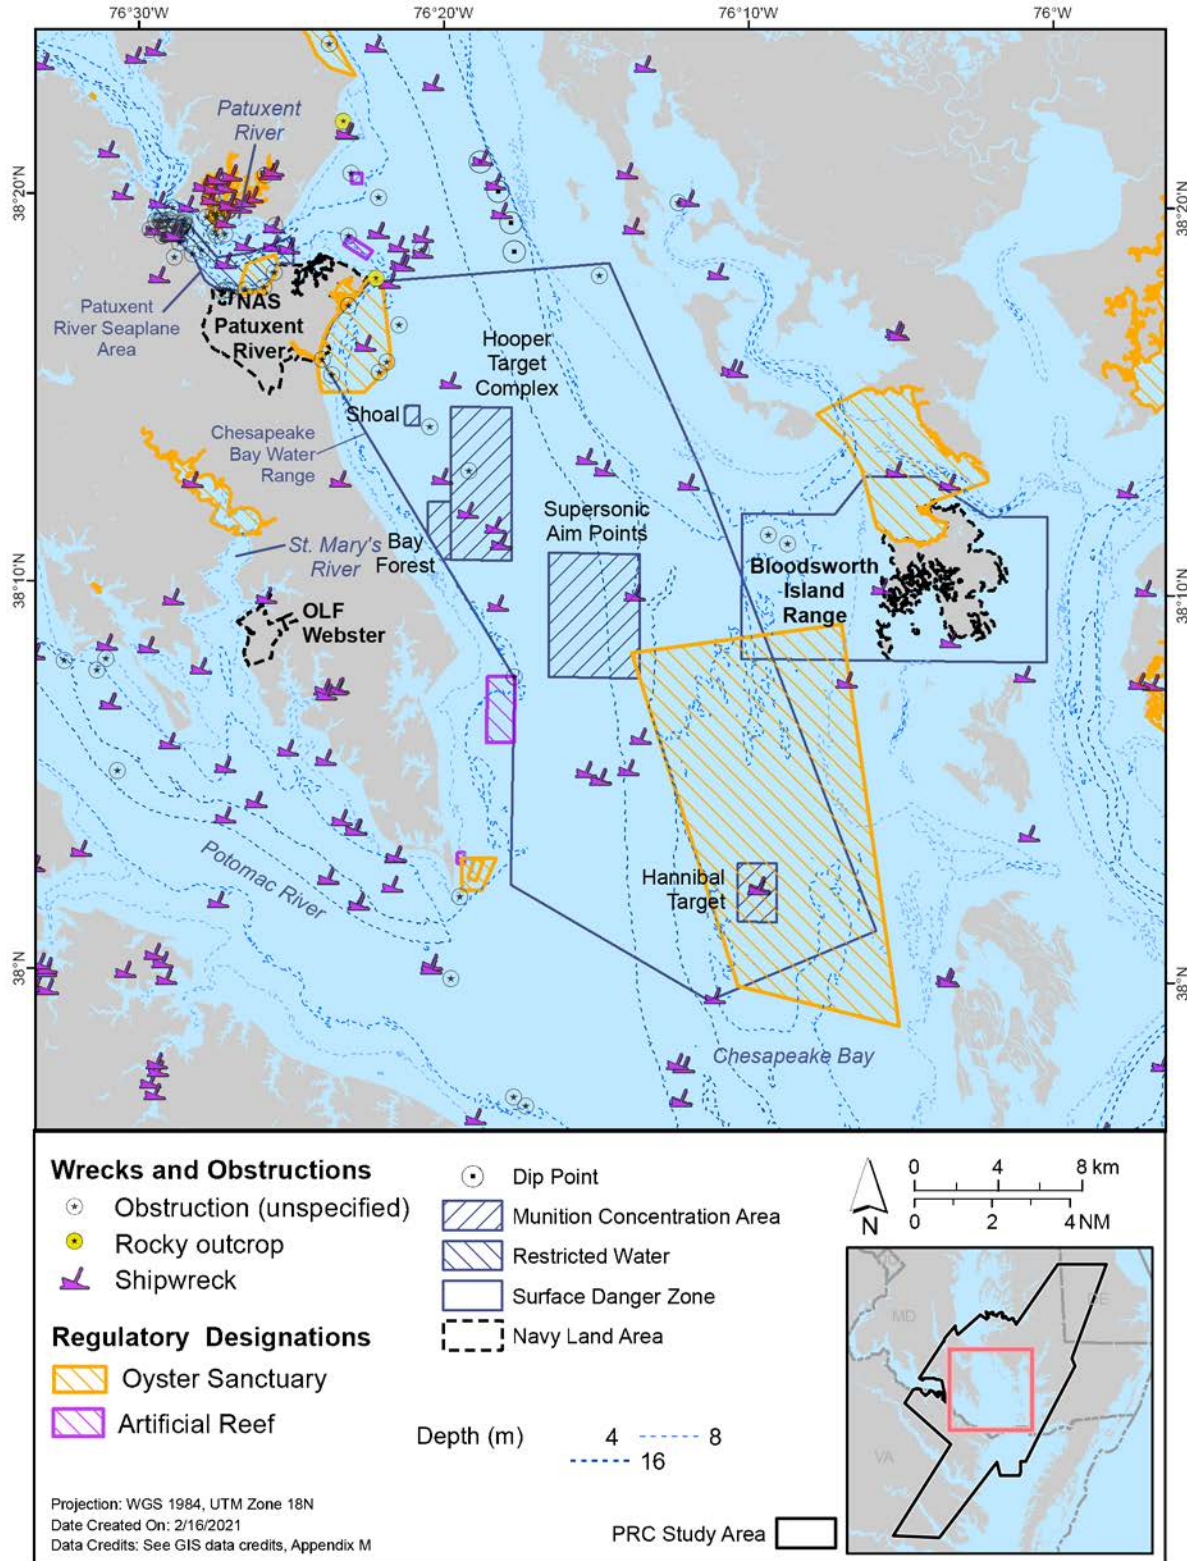 76°30'W
76°20'W
76°10'W
76°W
38°20'N
38°20'N
38°10'N
38°10'N
38°N
38°N
Patuxent
River
Patuxent
River Seaplane
Area
NAS
Patuxent
River
Hooper
Target
Complex
Shoal
Chesapeake
Bay Water
Range
Supersonic
Aim Points
St. Mary's
River
Bay
Forest
Bloodsworth
Island
Range
OLF
Webster
Potomac River
Hannibal
Target
Chesapeake Bay
Wrecks and Obstructions
Obstruction (unspecified)
Rocky outcrop
Shipwreck
Regulatory Designations
Oyster Sanctuary
Artificial Reef
Dip Point
Munition Concentration Area
Restricted Water
Surface Danger Zone
Navy Land Area
Depth (m)
4
8
16
N
0 4 8 km
0 2 4 NM
MD
DE
VA
Projection: WGS 1984, UTM Zone 18N
Date Created On: 2/16/2021
Data Credits: See GIS data credits, Appendix M
PRC Study Area